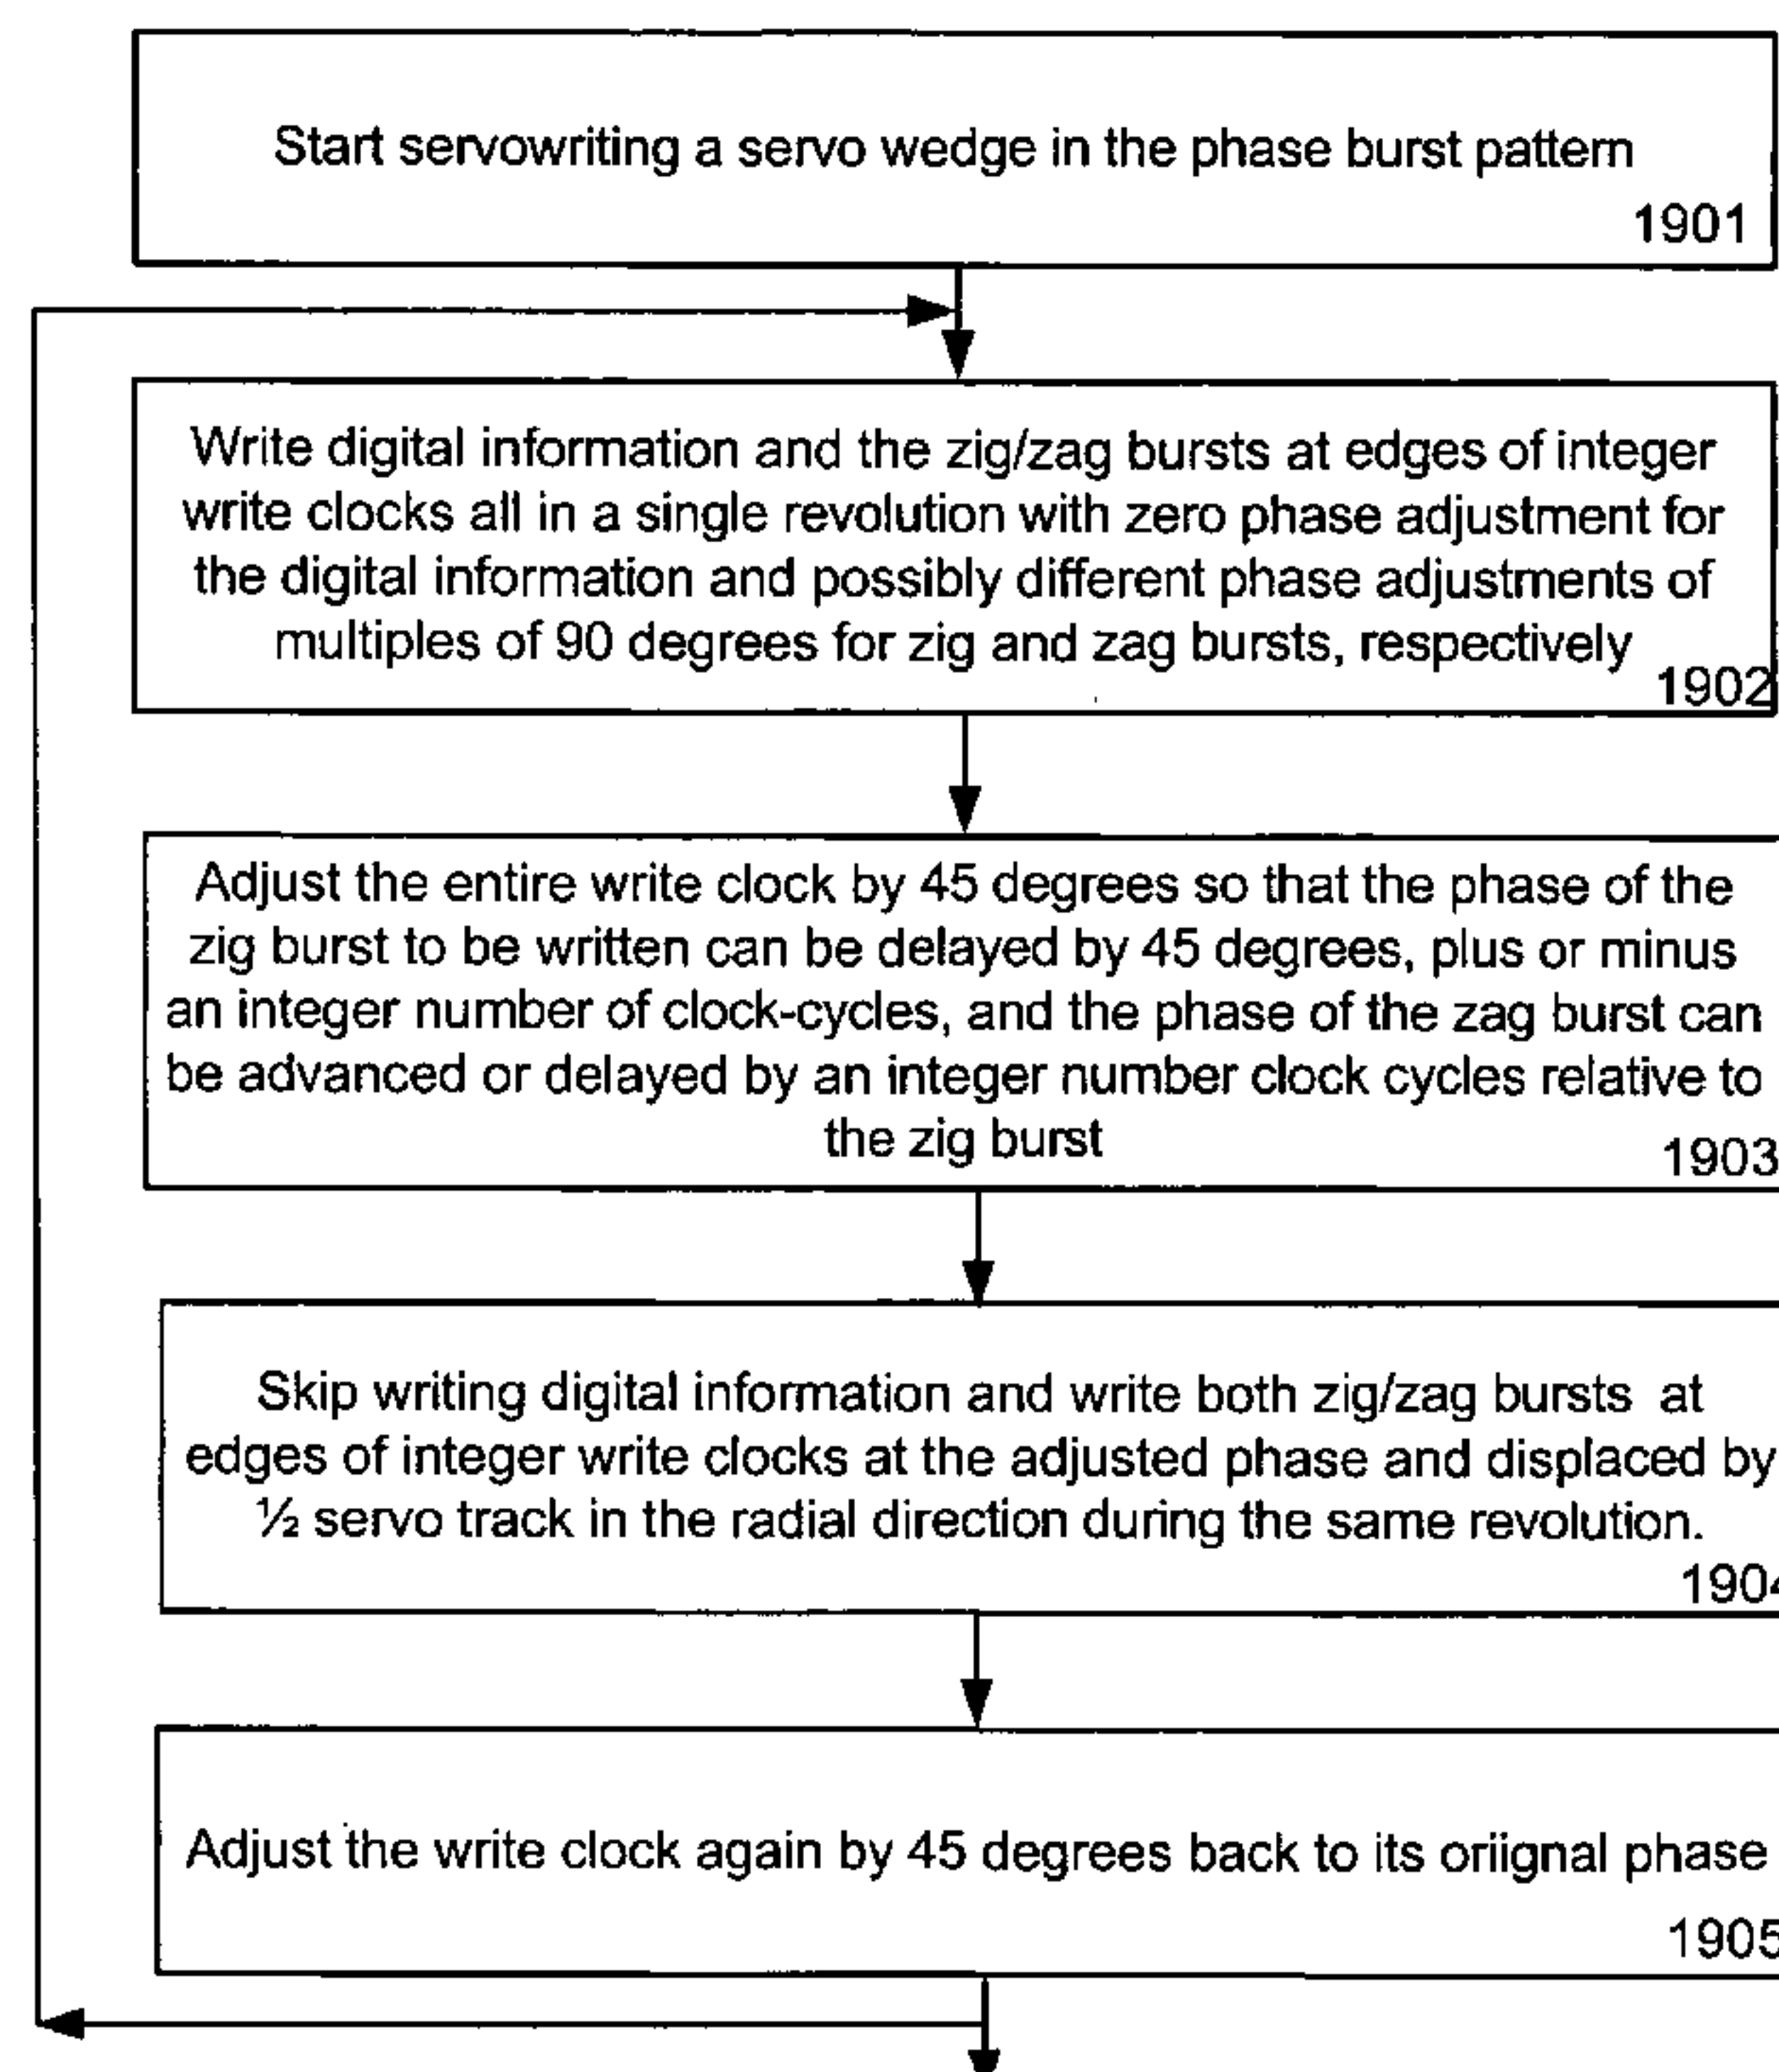 Start servowriting a servo wedge in the phase burst pattern
1901
Write digital information and the zig/zag bursts at edges of integer
write clocks all in a single revolution with zero phase adjustment for
the digital information and possibly different phase adjustments of
multiples of 90 degrees for zig and zag bursts, respectively
1902
Adjust the entire write clock by 45 degrees so that the phase of the
zig burst to be written can be delayed by 45 degrees, plus or minus
an integer number of clock-cycles, and the phase of the zag burst can
be advanced or delayed by an integer number clock cycles relative to
the zig burst
1903
Skip writing digital information and write both zig/zag bursts at
edges of integer write clocks at the adjusted phase and displaced by
½ servo track in the radial direction during the same revolution.
1904
Adjust the write clock again by 45 degrees back to its oriignal phase
1905